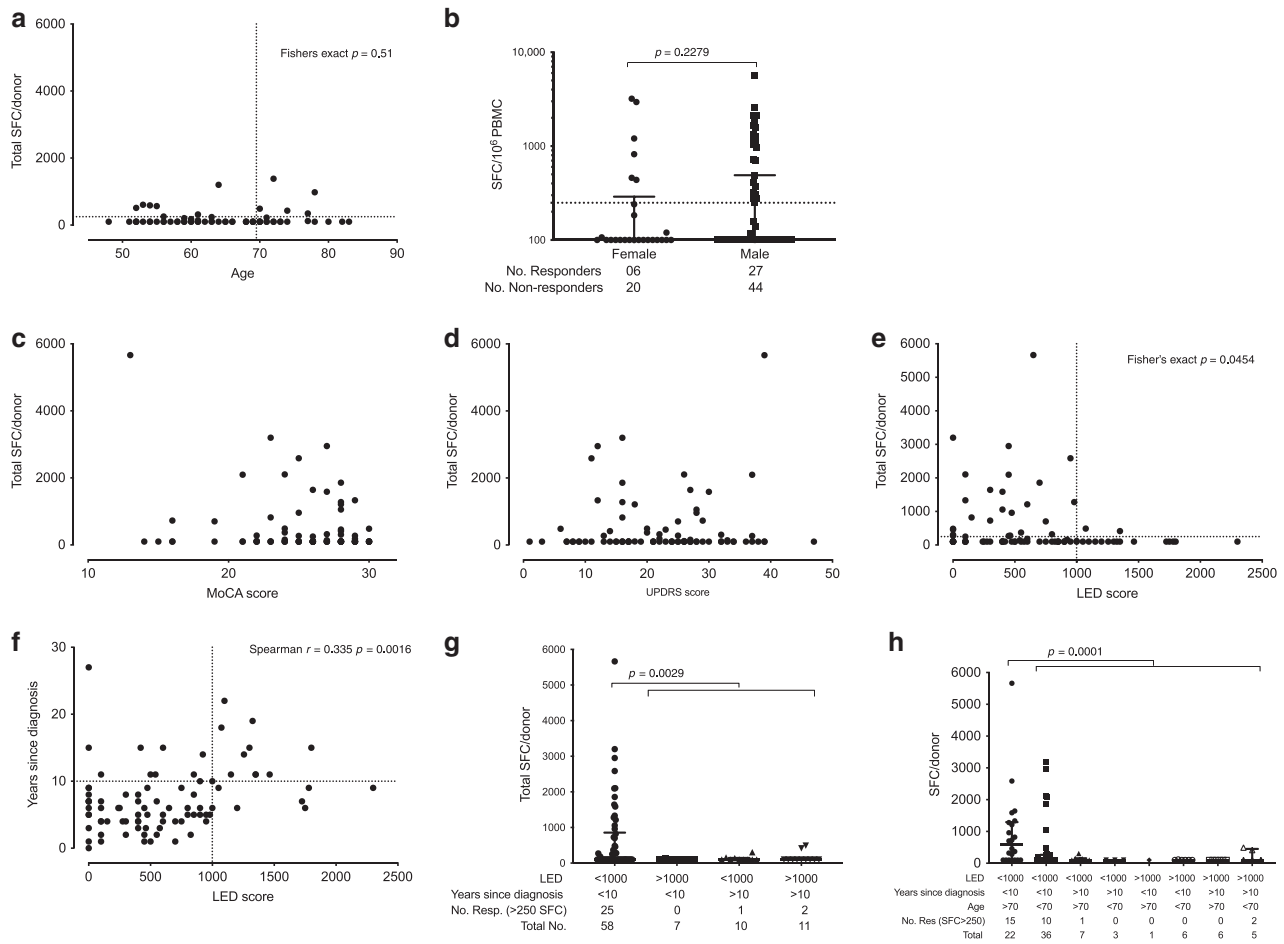 a
6000
4000
2000
0
Total SFC/donor
Fishers exact p = 0.51
50 60 70 80 90
Age
b
10,000
1000
100
SFC/10⁶ PBMC
p = 0.2279
Female Male
No. Responders 06 27
No. Non-responders 20 44
c
6000
4000
2000
0
Total SFC/donor
10 20 30
MoCA score
d
6000
4000
2000
0
Total SFC/donor
0 10 20 30 40 50
UPDRS score
e
6000
5000
4000
3000
2000
1000
0
Total SFC/donor
Fisher's exact p = 0.0454
0 500 1000 1500 2000 2500
LED score
f
30
20
10
0
Years since diagnosis
Spearman r = 0.335 p = 0.0016
0 500 1000 1500 2000 2500
LED score
g
6000
5000
4000
3000
2000
1000
0
Total SFC/donor
p = 0.0029
LED <1000 >1000 <1000 >1000
Years since diagnosis <10 <10 >10 >10
No. Resp. (>250 SFC) 25 0 1 2
Total No. 58 7 10 11
h
6000
5000
4000
3000
2000
1000
0
SFC/donor
p = 0.0001
LED <1000 <1000 <1000 <1000 >1000 >1000 >1000 >1000
Years since diagnosis <10 <10 >10 >10 <10 <10 >10 >10
Age >70 <70 >70 <70 >70 <70 >70 <70
No. Res (SFC>250) 15 10 1 0 0 0 0 2
Total 22 36 7 3 1 6 6 5